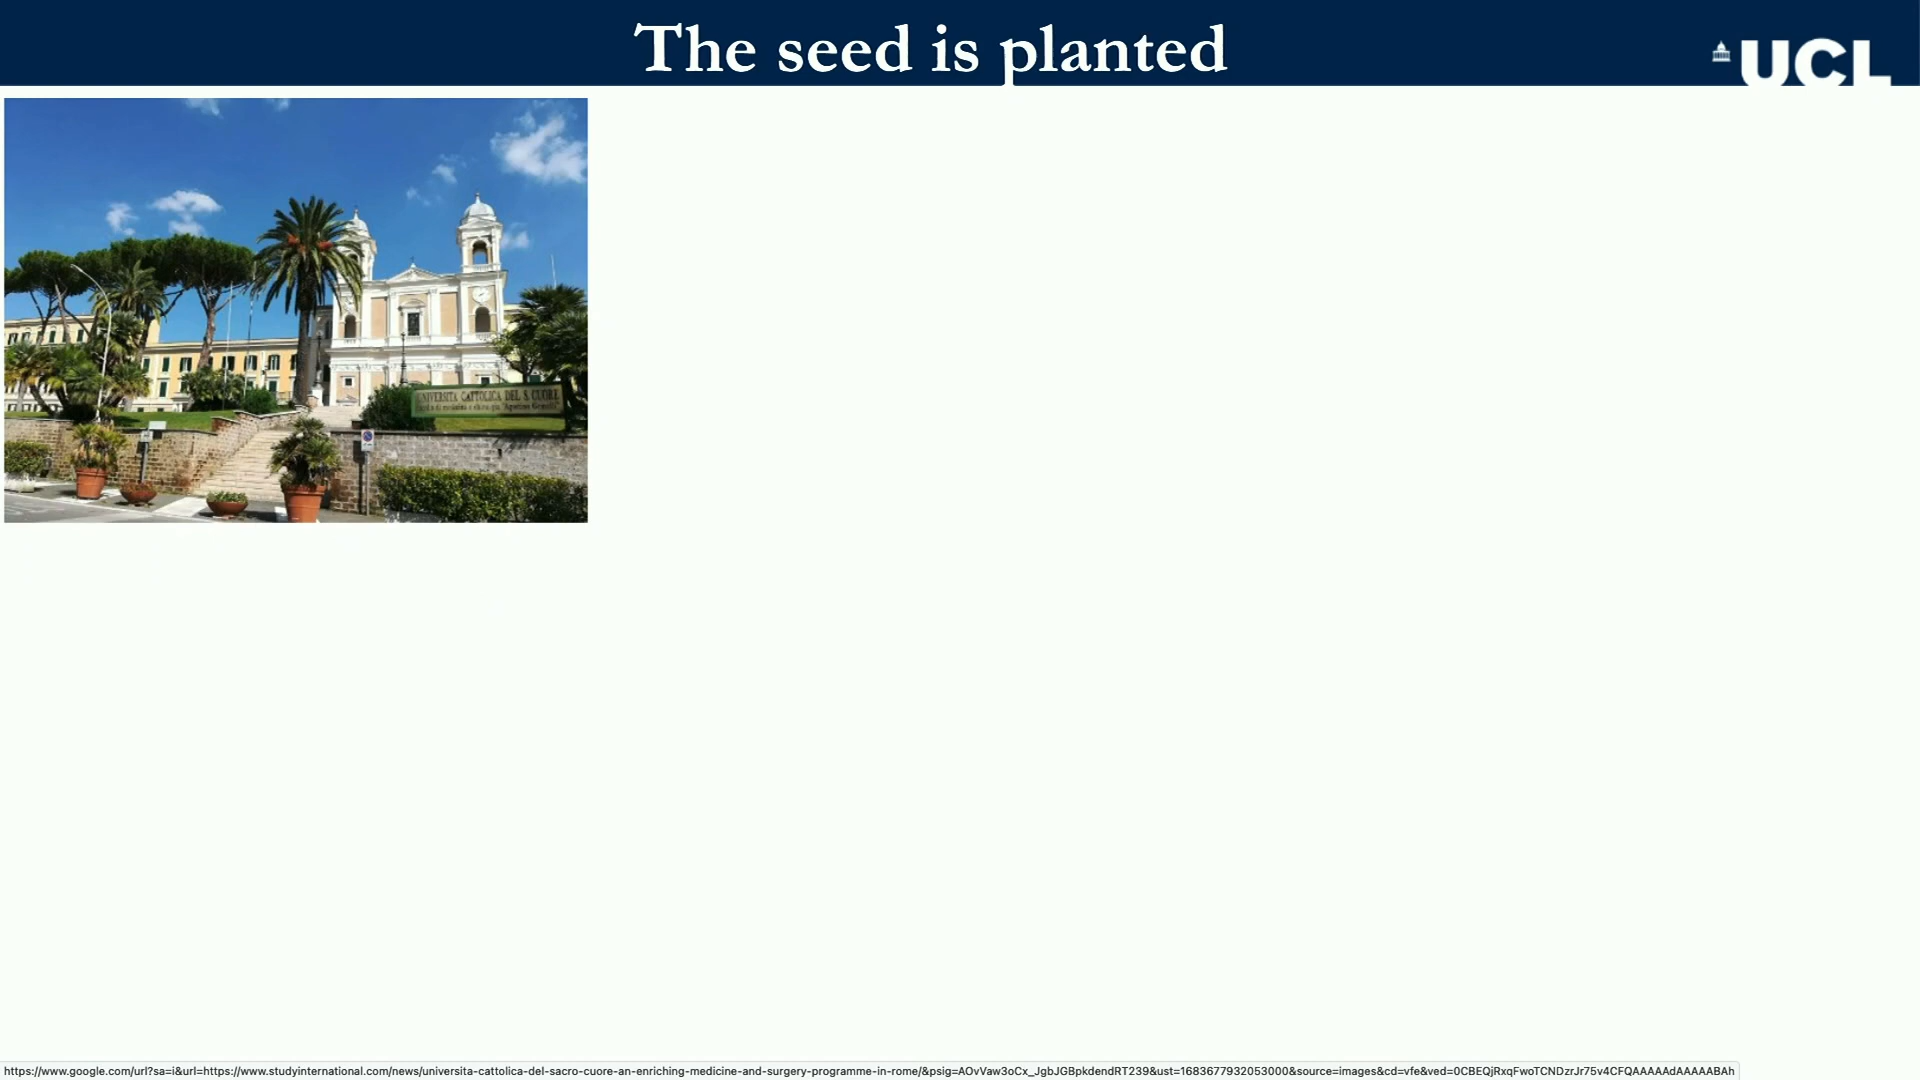 The seed is planted
UCL
UNIVERSITA CATTOLICA DEL S. CUORE
https://www.google.com/url?sa=i&url=https://www.studyinternational.com/news/universita-cattolica-del-sacro-cuore-an-enriching-medicine-and-surgery-programme-in-rome/&psig=AOvVaw3oCx_JgbJGBpkdendRT239&ust=1683677932053000&source=images&cd=vfe&ved=0CBEQjRxqFwoTCNDzrJr75v4CFQAAAAAdAAAAABAh